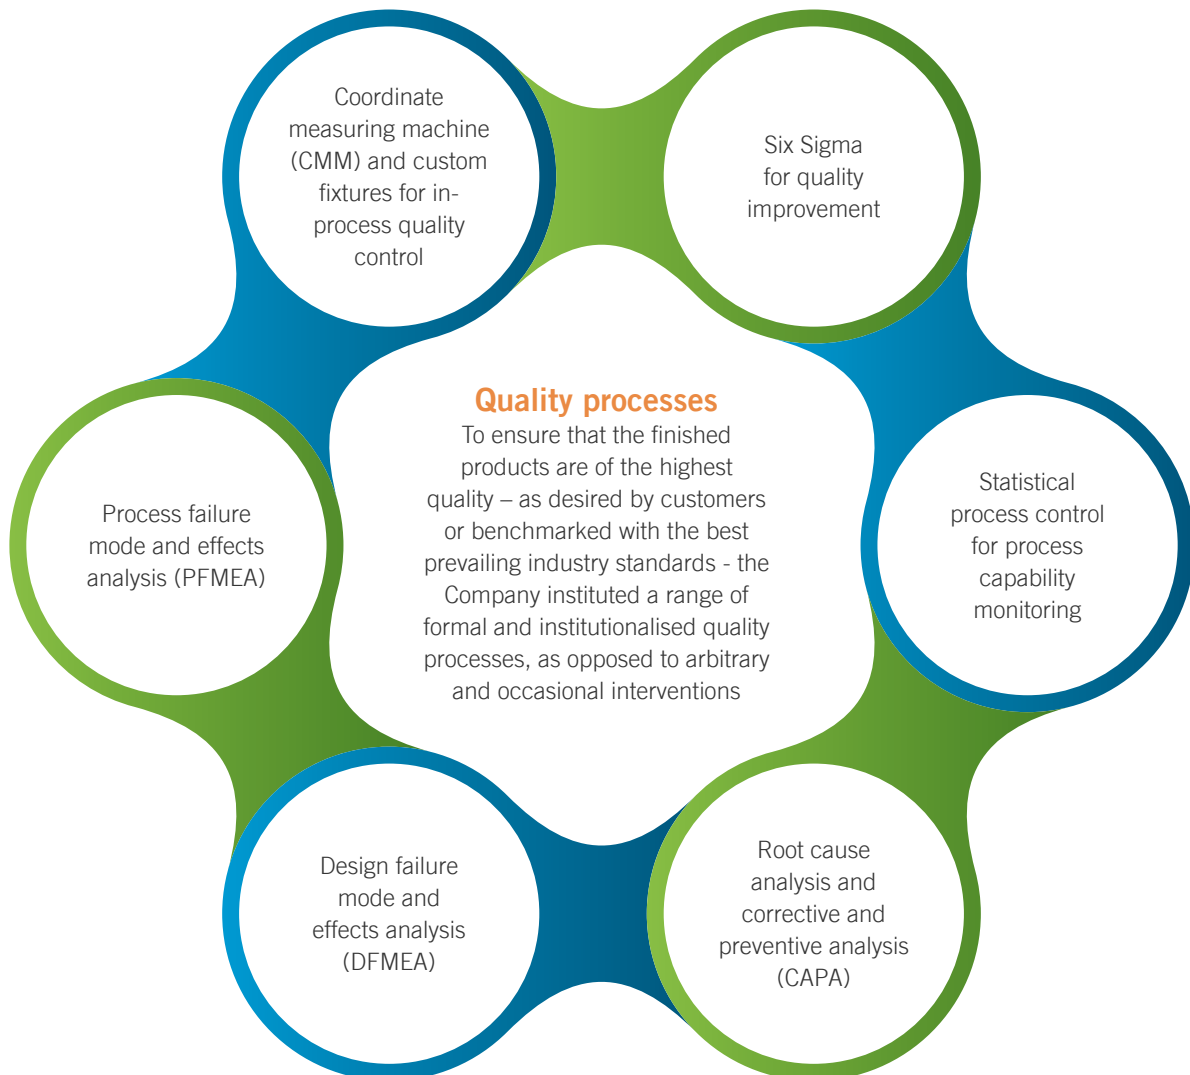 Coordinate
measuring machine
(CMM) and custom
fixtures for in-
process quality
control
Six Sigma
for quality
improvement
Quality processes
To ensure that the finished
products are of the highest
quality – as desired by customers
or benchmarked with the best
prevailing industry standards - the
Company instituted a range of
formal and institutionalised quality
processes, as opposed to arbitrary
and occasional interventions
Process failure
mode and effects
analysis (PFMEA)
Statistical
process control
for process
capability
monitoring
Design failure
mode and
effects analysis
(DFMEA)
Root cause
analysis and
corrective and
preventive analysis
(CAPA)